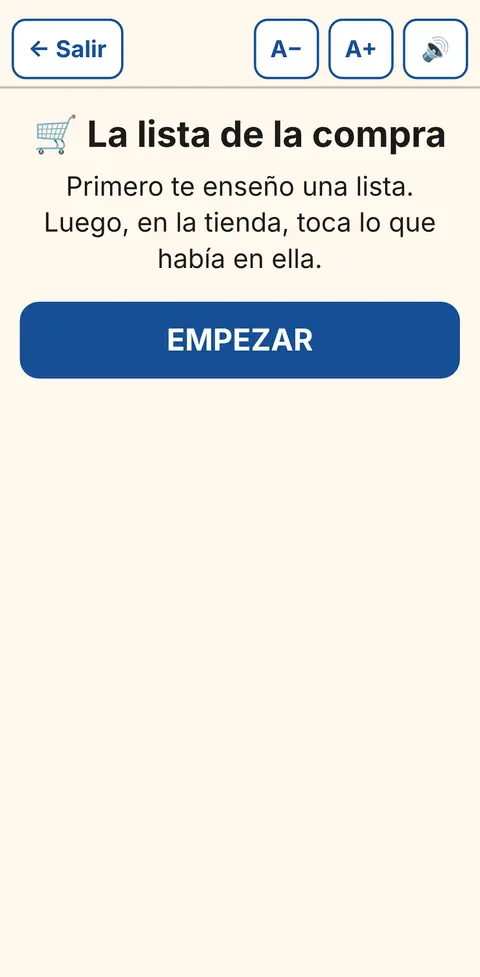 ← Salir
A−
A+
La lista de la compra
Primero te enseño una lista.
Luego, en la tienda, toca lo que
había en ella.
EMPEZAR